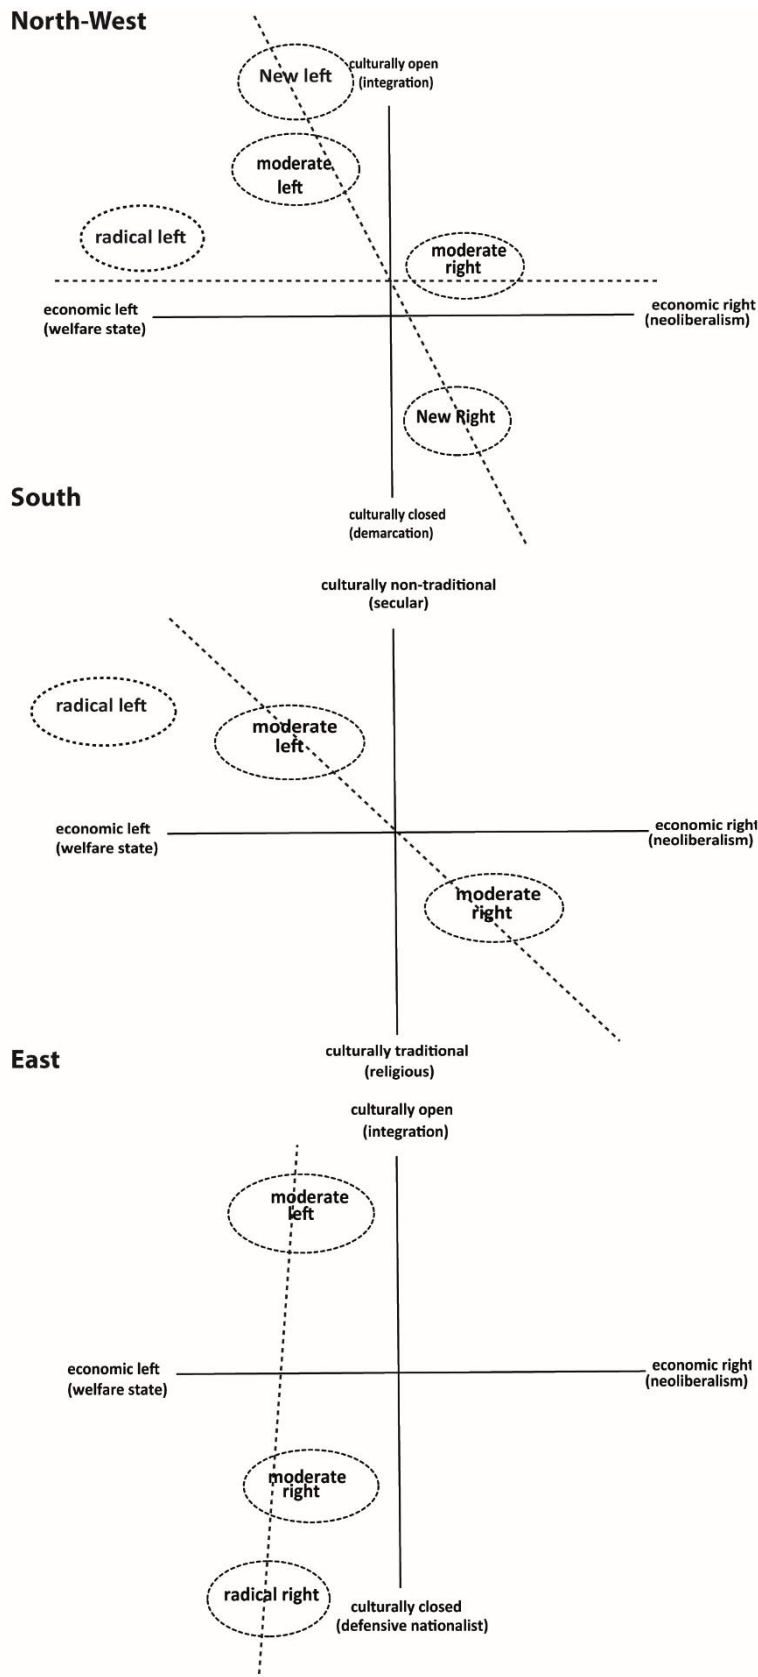 North-West
culturally open
(integration)
New left
moderate
left
radical left
moderate
right
economic left
(welfare state)
economic right
(neoliberalism)
New Right
culturally closed
(demarcation)
South
culturally non-traditional
(secular)
radical left
moderate
left
economic left
(welfare state)
economic right
(neoliberalism)
moderate
right
culturally traditional
(religious)
East
culturally open
(integration)
moderate
left
economic left
(welfare state)
economic right
(neoliberalism)
moderate
right
radical right
culturally closed
(defensive nationalist)